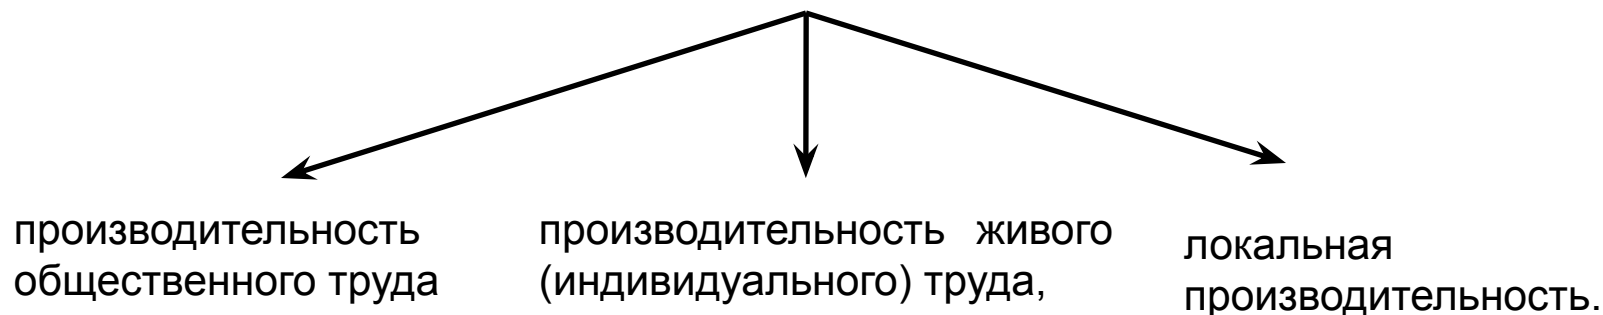 производительность
общественного труда
производительность живого
(индивидуального) труда,
локальная
производительность.